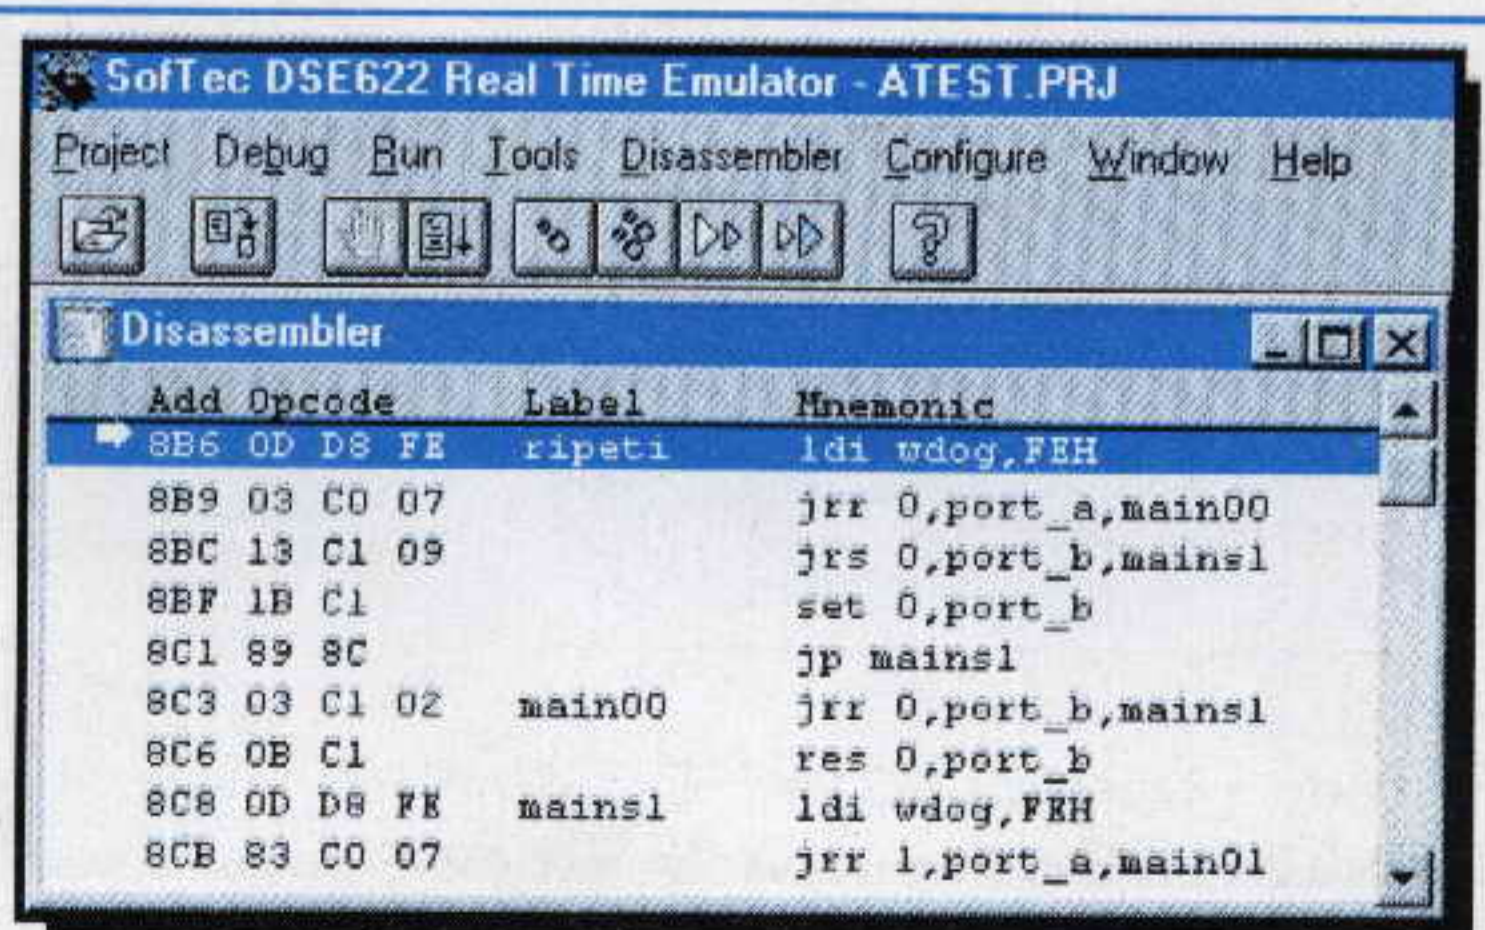 SofTec DSE622 Real Time Emulator - ATEST.PRJ
Project Debug Run Tools Disassembler Configure Window Help
Disassembler
Add Opcode Label Mnemonic
8B6 0D D8 FE ripeti ldi wdog,FEH
8B9 03 C0 07 jrr 0,port_a,main00
8BC 13 C1 09 jrs 0,port_b,mains1
8BF 1B C1 set 0,port_b
8C1 89 8C jp mains1
8C3 03 C1 02 main00 jrr 0,port_b,mains1
8C6 0B C1 res 0,port_b
8C8 0D D8 FE mains1 ldi wdog,FEH
8CB 83 C0 07 jrr 1,port_a,main01